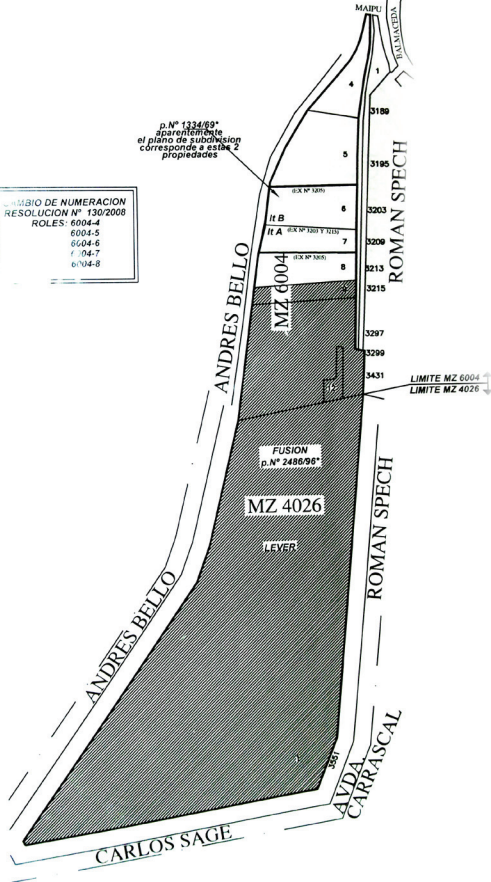 MAIPU
BALMACEDA
4
1
3189
p.Nº 1334/69*
aparentemente
el plano de subdivision
corresponde a estas 2
propiedades
5
3195
ROMAN SPECH
(EX Nº 3205)
CAMBIO DE NUMERACION
RESOLUCION Nº 130/2008
ROLES: 6004-4
6004-5
6004-6
6004-7
6004-8
6
3203
lt B
lt A
(EX Nº 3203 Y 3213)
7
3209
(EX Nº 3205)
8
3213
3215
MZ 6004
ANDRES BELLO
3297
3299
3431
LIMITE MZ 6004
LIMITE MZ 4026
12
FUSION
p.Nº 2486/96*
MZ 4026
LEVER
ROMAN SPECH
ANDRES BELLO
3551
AVDA.
CARRASCAL
CARLOS SAGE